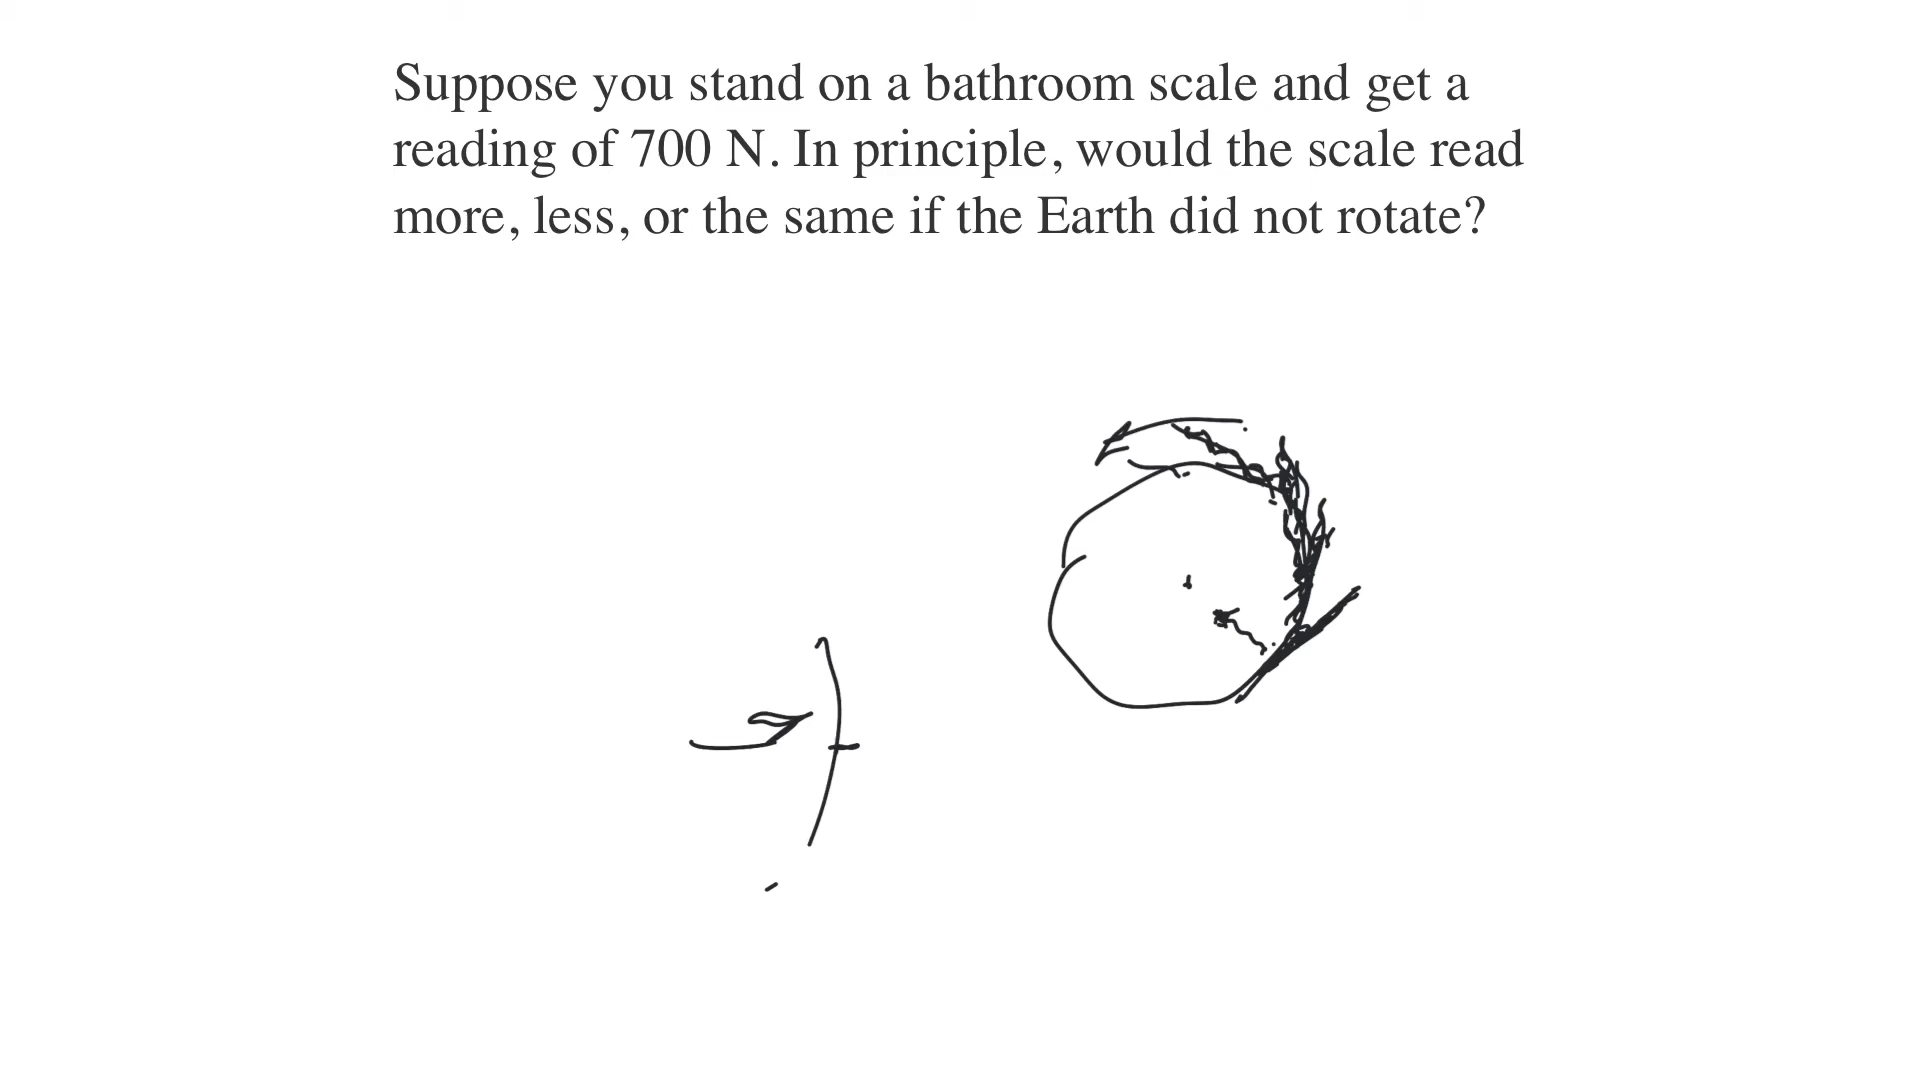 Suppose you stand on a bathroom scale and get a
reading of 700 N. In principle, would the scale read
more, less, or the same if the Earth did not rotate?